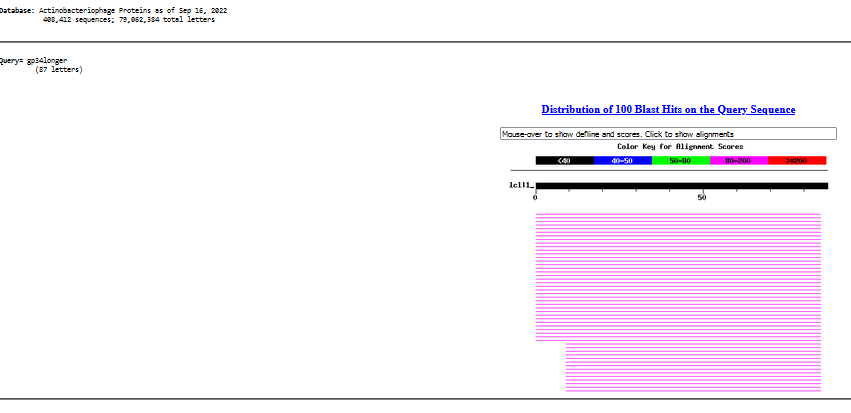 Database: Actinobacteriophage Proteins as of Sep 16, 2022
408,412 sequences; 79,062,384 total letters
Query= gp34longer
(87 letters)
Distribution of 100 Blast Hits on the Query Sequence
Mouse-over to show defline and scores. Click to show alignments
Color Key for Alignment Scores
<40 40-50 50-80 80-200 >=200
lcl|1_
0 50